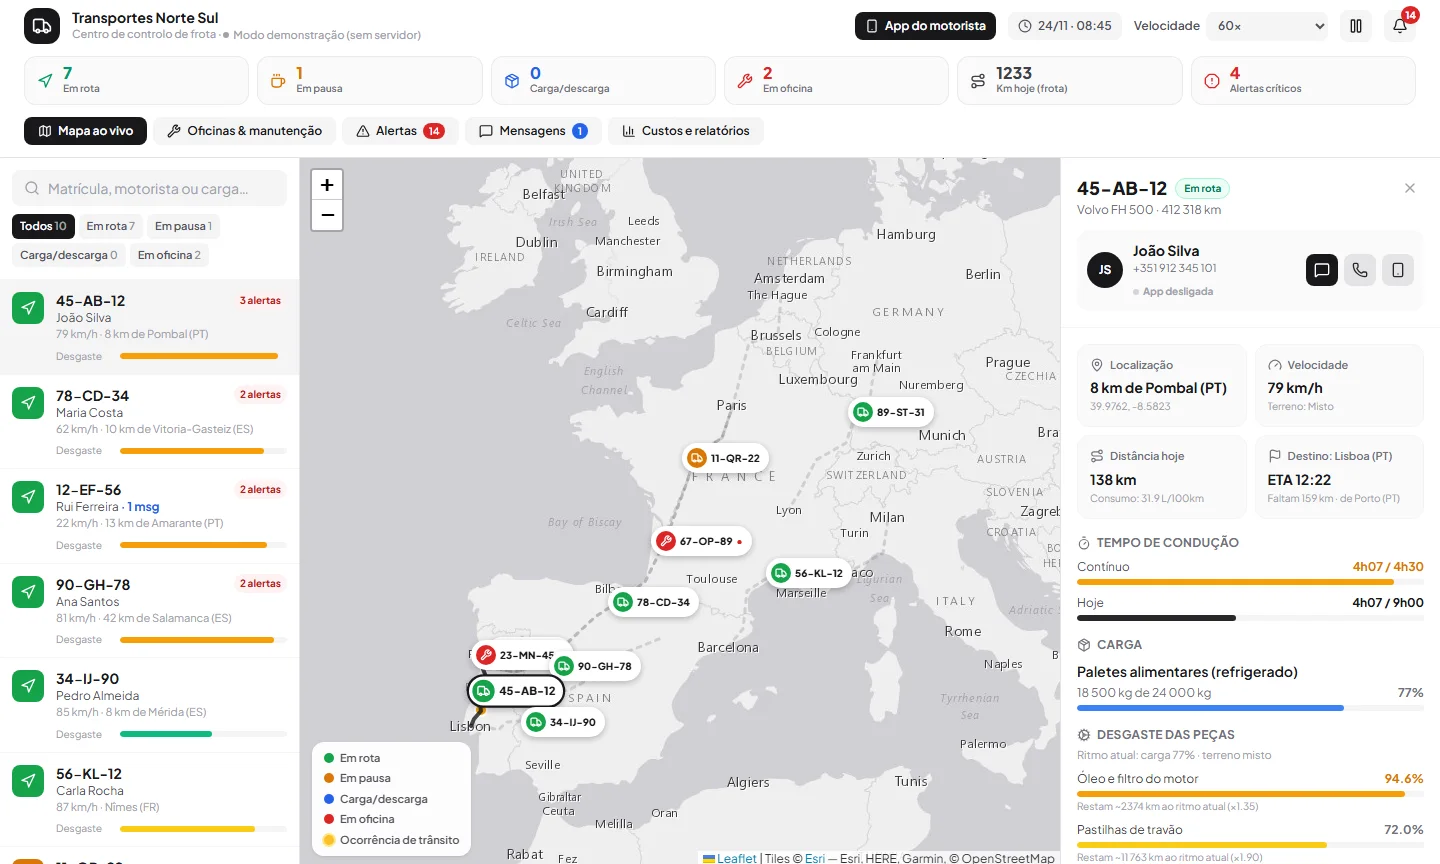 Transportes Norte Sul
Centro de controlo de frota · Modo demonstração (sem servidor)
App do motorista
24/11 · 08:45
Velocidade
60×
14
7
Em rota
1
Em pausa
0
Carga/descarga
2
Em oficina
1233
Km hoje (frota)
4
Alertas críticos
Mapa ao vivo
Oficinas & manutenção
Alertas 14
Mensagens 1
Custos e relatórios
Matrícula, motorista ou carga...
Todos 10
Em rota 7
Em pausa 1
Carga/descarga 0
Em oficina 2
45-AB-12
3 alertas
João Silva
79 km/h · 8 km de Pombal (PT)
Desgaste
78-CD-34
2 alertas
Maria Costa
62 km/h · 10 km de Vitoria-Gasteiz (ES)
Desgaste
12-EF-56
2 alertas
Rui Ferreira · 1 msg
22 km/h · 13 km de Amarante (PT)
Desgaste
90-GH-78
2 alertas
Ana Santos
81 km/h · 42 km de Salamanca (ES)
Desgaste
34-IJ-90
Pedro Almeida
85 km/h · 8 km de Mérida (ES)
Desgaste
56-KL-12
Carla Rocha
87 km/h · Nîmes (FR)
Desgaste
+
−
UNITED
KINGDOM
Belfast
Irish Sea
Leeds
Dublin
Manchester
IRELAND
Birmingham
Cardiff
Celtic Sea
English
Channel
Hamburg
NETHERLANDS
Amsterdam
The Hague
Berlin
GERMANY
Brussels
BELGIUM
Cologne
Frankfurt
am Main
Luxembourg
Nuremberg
Prague
CZECHIA
Paris
89-ST-31
Munich
Bra
11-QR-22
FRANCE
Zurich
SWITZERLAND
AUSTRIA
SLOVENIA
Zagreb
CROATIA
BO
HE
Bay of Biscay
Lyon
Milan
Turin
67-OP-89
Toulouse
56-KL-12
aco
Marseille
Ligurian
Sea
ITALY
Adriatic
Bilb
78-CD-34
Rome
Barcelona
Naples
B
23-MN-45
90-GH-78
45-AB-12
SPAIN
Tyrrhenian
Sea
Lisbon
34-IJ-90
Palermo
Seville
Algiers
Tunis
Gibraltar
Ceuta
Oran
Melilla
Rabat
Fez
Em rota
Em pausa
Carga/descarga
Em oficina
Ocorrência de trânsito
Leaflet | Tiles © Esri — Esri, HERE, Garmin, © OpenStreetMap
45-AB-12
Em rota
Volvo FH 500 · 412 318 km
JS
João Silva
+351 912 345 101
App desligada
Localização
8 km de Pombal (PT)
39.9762, -8.5823
Velocidade
79 km/h
Terreno: Misto
Distância hoje
138 km
Consumo: 31.9 L/100km
Destino: Lisboa (PT)
ETA 12:22
Faltam 159 km · de Porto (PT)
TEMPO DE CONDUÇÃO
Contínuo
4h07 / 4h30
Hoje
4h07 / 9h00
CARGA
Paletes alimentares (refrigerado)
18 500 kg de 24 000 kg
77%
DESGASTE DAS PEÇAS
Ritmo atual: carga 77% · terreno misto
Óleo e filtro do motor
94.6%
Restam ~2374 km ao ritmo atual (×1.35)
Pastilhas de travão
72.0%
Restam ~11 763 km ao ritmo atual (×1.90)